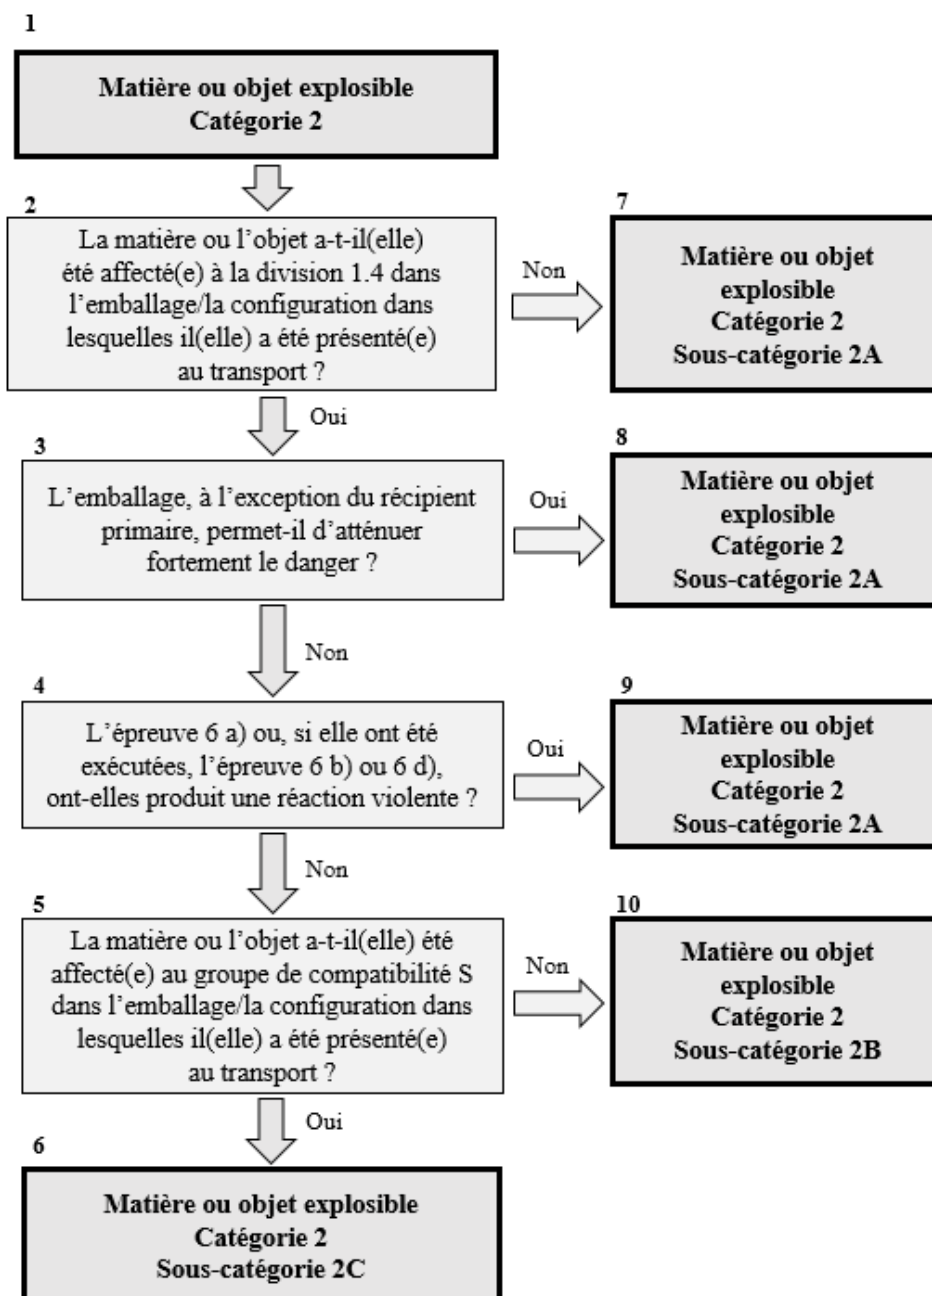 1
Matière ou objet explosible
Catégorie 2
2
La matière ou l'objet a-t-il(elle)
été affecté(e) à la division 1.4 dans
l'emballage/la configuration dans
lesquelles il(elle) a été présenté(e)
au transport ?
Non
7
Matière ou objet
explosible
Catégorie 2
Sous-catégorie 2A
Oui
3
L'emballage, à l'exception du récipient
primaire, permet-il d'atténuer
fortement le danger ?
Oui
8
Matière ou objet
explosible
Catégorie 2
Sous-catégorie 2A
Non
4
L'épreuve 6 a) ou, si elle ont été
exécutées, l'épreuve 6 b) ou 6 d),
ont-elles produit une réaction violente ?
Oui
9
Matière ou objet
explosible
Catégorie 2
Sous-catégorie 2A
Non
5
La matière ou l'objet a-t-il(elle) été
affecté(e) au groupe de compatibilité S
dans l'emballage/la configuration dans
lesquelles il(elle) a été présenté(e)
au transport ?
Non
10
Matière ou objet
explosible
Catégorie 2
Sous-catégorie 2B
Oui
6
Matière ou objet explosible
Catégorie 2
Sous-catégorie 2C